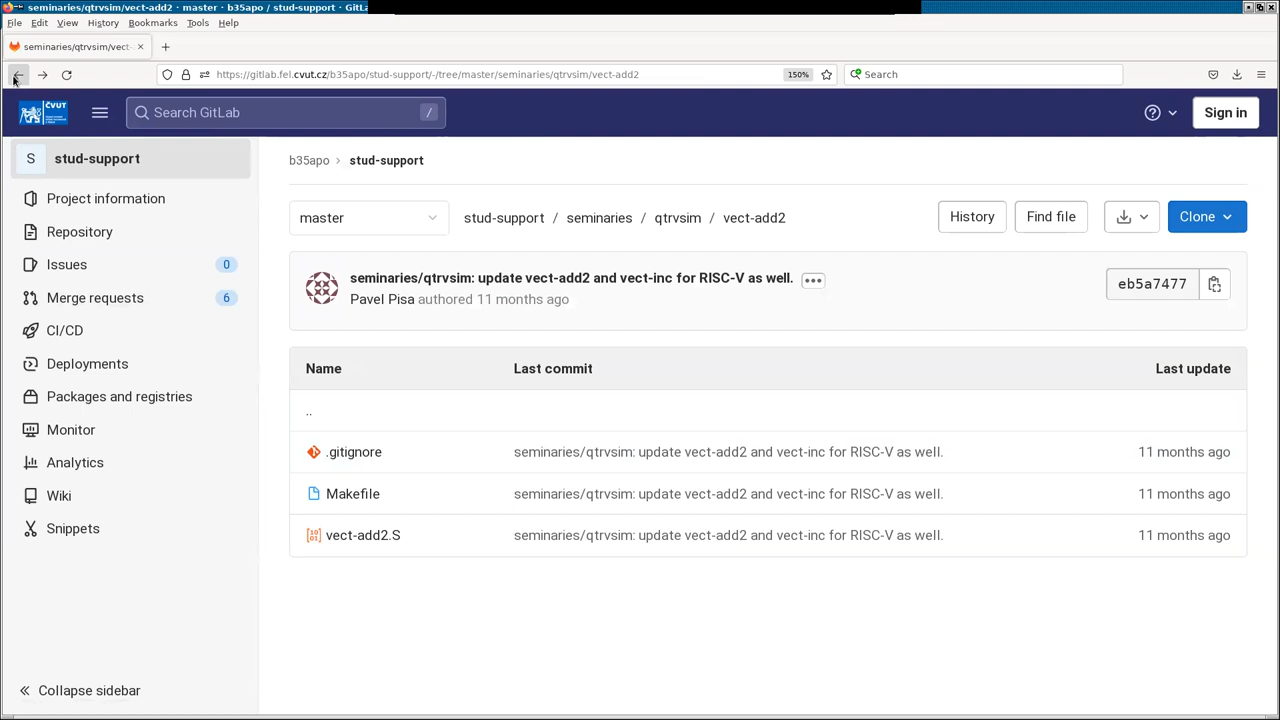 seminaries/qtrvsim/vect-add2 · master · b35apo / stud-support · GitLa
File Edit View History Bookmarks Tools Help
seminaries/qtrvsim/vect-
https://gitlab.fel.cvut.cz/b35apo/stud-support/-/tree/master/seminaries/qtrvsim/vect-add2 150% Search
ČVUT Search GitLab / Sign in
S stud-support
b35apo › stud-support
Project information
Repository
Issues 0
Merge requests 6
CI/CD
Deployments
Packages and registries
Monitor
Analytics
Wiki
Snippets
Collapse sidebar
master stud-support / seminaries / qtrvsim / vect-add2 History Find file Clone
seminaries/qtrvsim: update vect-add2 and vect-inc for RISC-V as well.
Pavel Pisa authored 11 months ago
eb5a7477
Name Last commit Last update
..
.gitignore seminaries/qtrvsim: update vect-add2 and vect-inc for RISC-V as well. 11 months ago
Makefile seminaries/qtrvsim: update vect-add2 and vect-inc for RISC-V as well. 11 months ago
vect-add2.S seminaries/qtrvsim: update vect-add2 and vect-inc for RISC-V as well. 11 months ago